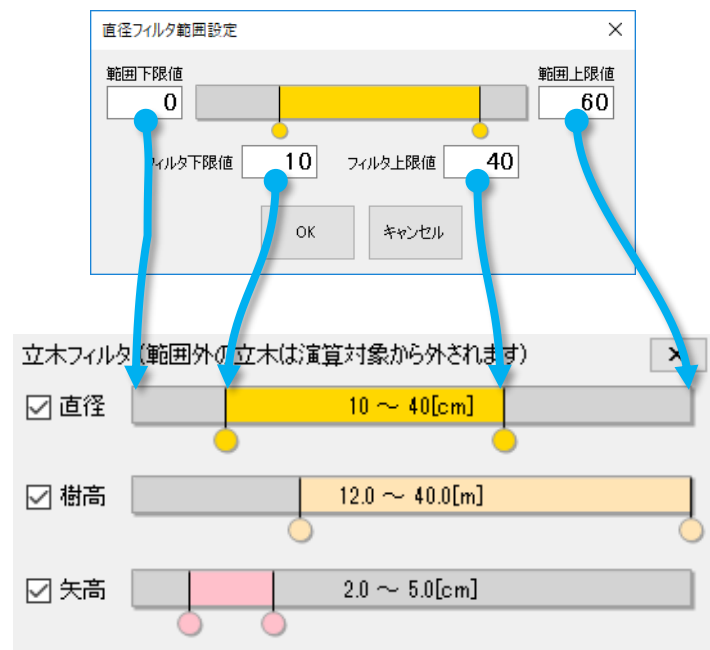 直径フィルタ範囲設定
範囲下限値
範囲上限値
0
60
フィルタ下限値
10
フィルタ上限値
40
OK
キャンセル
立木フィルタ(範囲外の立木は演算対象から外されます)
直径
10 ～ 40[cm]
樹高
12.0 ～ 40.0[m]
矢高
2.0 ～ 5.0[cm]